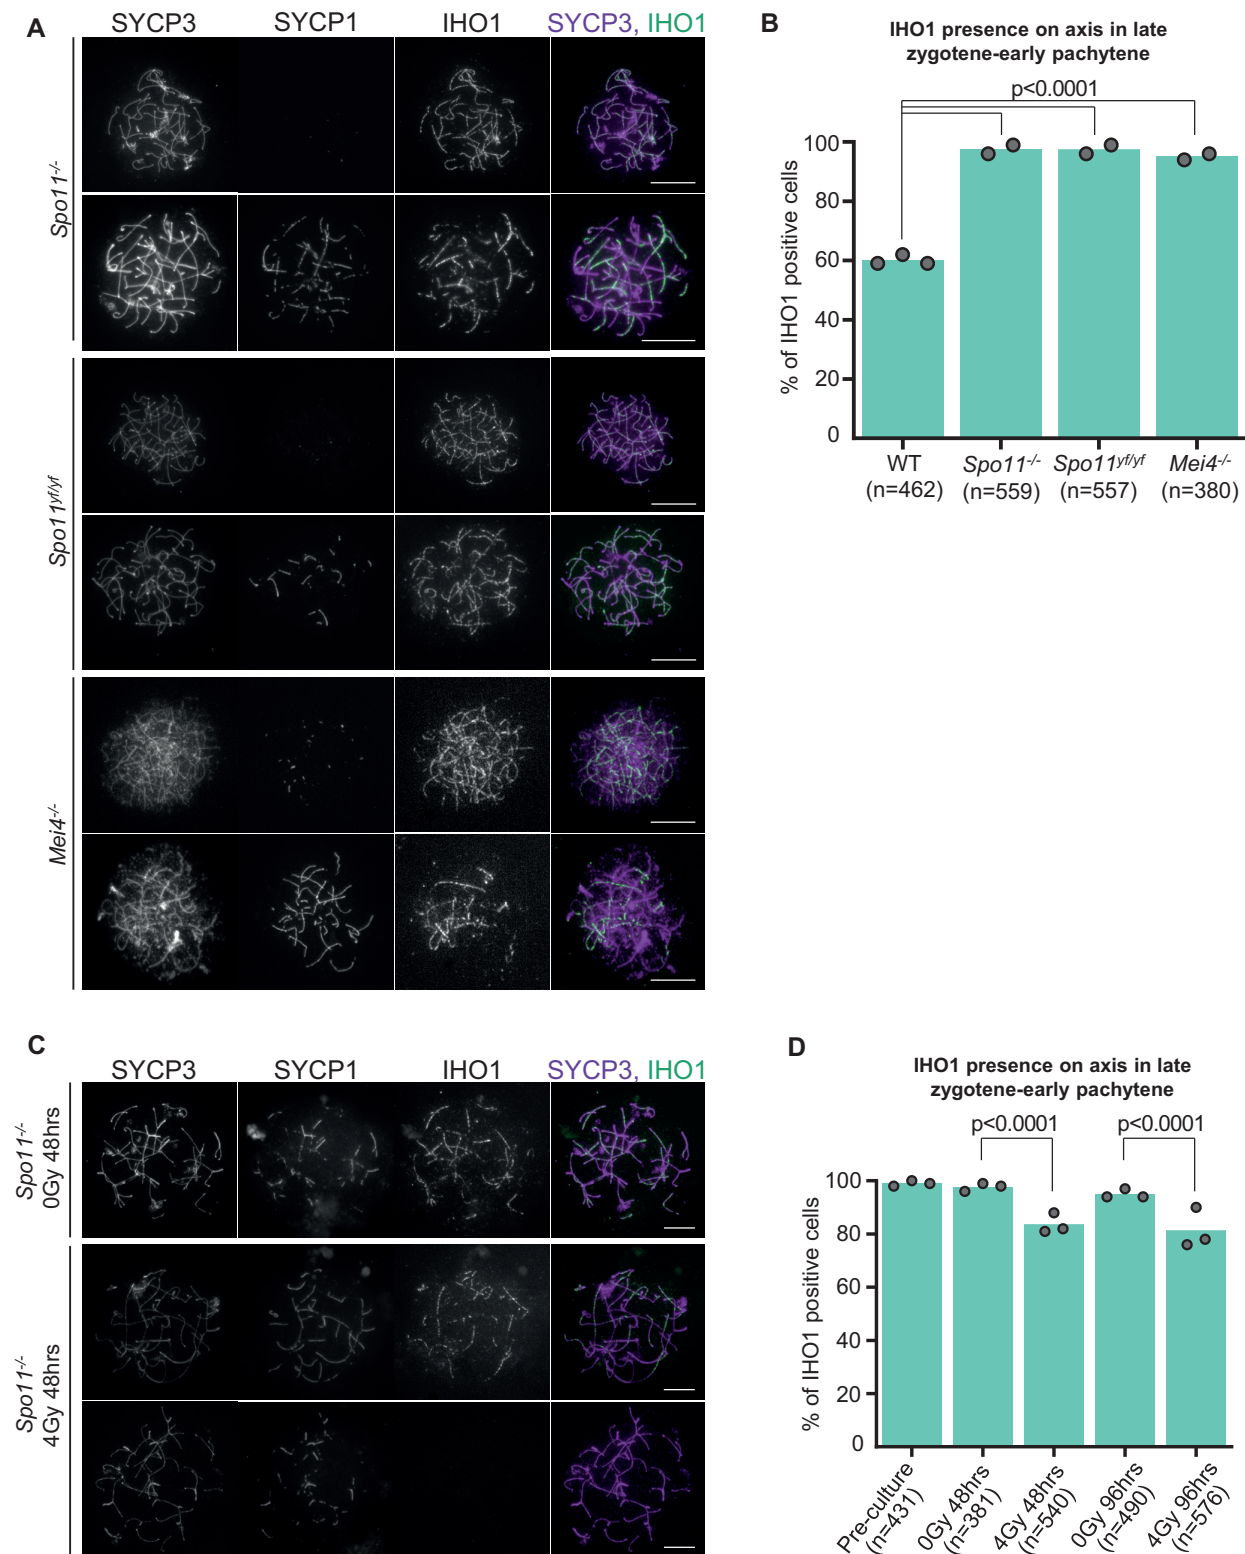 A
SYCP3 SYCP1 IHO1 SYCP3, IHO1
Spo11-/-
Spo11yf/yf
Mei4-/-
B
IHO1 presence on axis in late
zygotene-early pachytene
p<0.0001
% of IHO1 positive cells
100
80
60
40
20
0
WT Spo11-/- Spo11yf/yf Mei4-/-
(n=462) (n=559) (n=557) (n=380)
C
SYCP3 SYCP1 IHO1 SYCP3, IHO1
Spo11-/-
0Gy 48hrs
Spo11-/-
4Gy 48hrs
D
IHO1 presence on axis in late
zygotene-early pachytene
p<0.0001 p<0.0001
% of IHO1 positive cells
100
80
60
40
20
0
Pre-culture
(n=431)
0Gy 48hrs
(n=381)
4Gy 48hrs
(n=540)
0Gy 96hrs
(n=490)
4Gy 96hrs
(n=576)